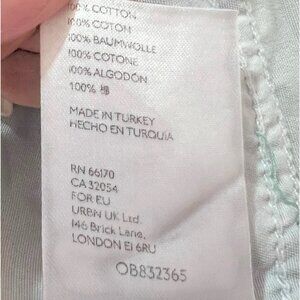 100% COTTON
100% COTON
100% BAUMWOLLE
100% COTONE
100% ALGODÓN
100% 棉
MADE IN TURKEY
HECHO EN TURQUÍA
RN 66170
CA 32054
FOR EU
URBN UK Ltd.
146 Brick Lane,
LONDON E1 6RU
OB832365